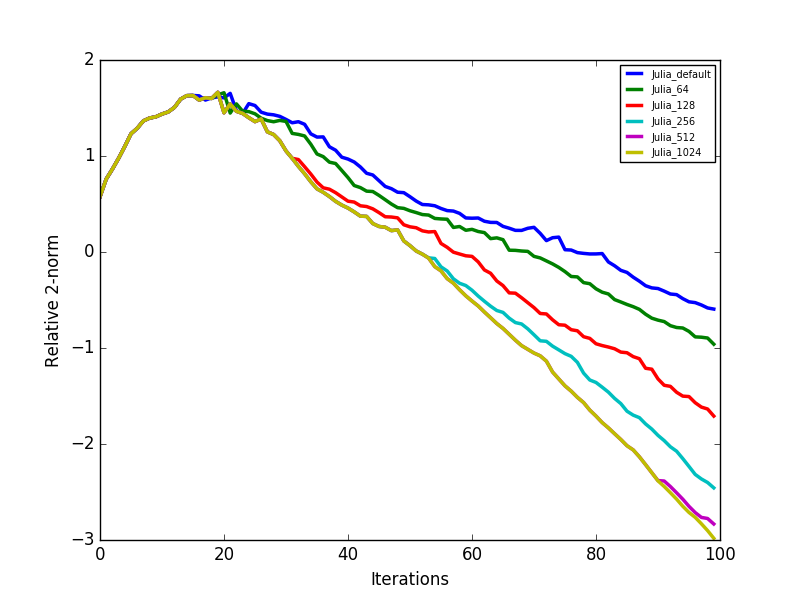 2
1
0
−1
−2
−3
0
20
40
60
80
100
Relative 2-norm
Iterations
Julia_default
Julia_64
Julia_128
Julia_256
Julia_512
Julia_1024